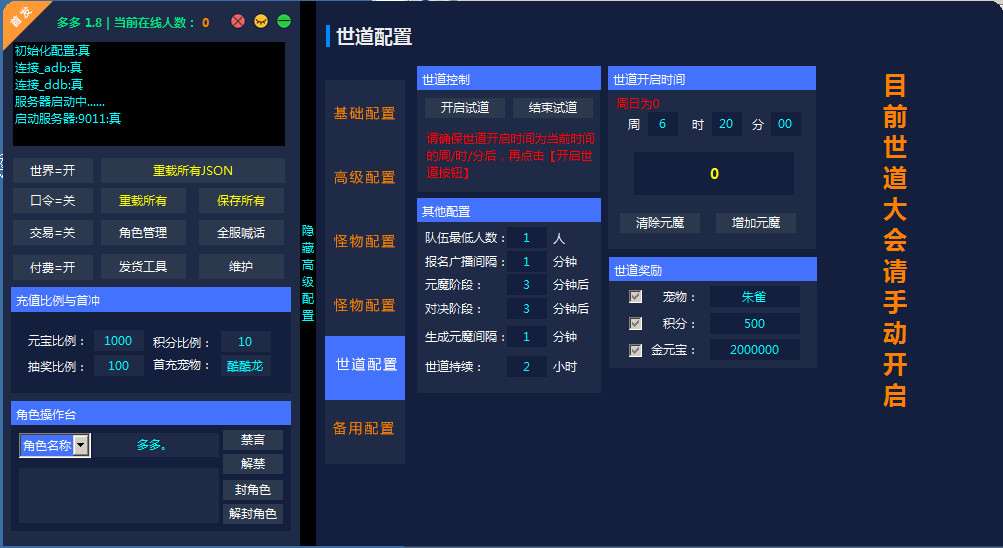 首发
多多 1.8 | 当前在线人数： 0
初始化配置:真
连接_adb:真
连接_ddb:真
服务器启动中......
启动服务器:9011:真
世界=开
重载所有JSON
口令=关
重载所有
保存所有
交易=关
角色管理
全服喊话
付费=开
发货工具
维护
充值比例与首冲
元宝比例： 1000
积分比例： 10
抽奖比例： 100
首充宠物： 酷酷龙
角色操作台
角色名称
多多。
禁言
解禁
封角色
解封角色
隐藏高级配置
世道配置
基础配置
高级配置
怪物配置
怪物配置
世道配置
备用配置
世道控制
开启试道
结束试道
请确保世道开启时间为当前时间
的周/时/分后，再点击【开启世
道按钮】
其他配置
队伍最低人数： 1 人
报名广播间隔： 1 分钟
元魔阶段： 3 分钟后
对决阶段： 3 分钟后
生成元魔间隔： 1 分钟
世道持续： 2 小时
世道开启时间
周日为0
周 6 时 20 分 00
0
清除元魔
增加元魔
世道奖励
宠物： 朱雀
积分： 500
金元宝： 2000000
目前世道大会请手动开启